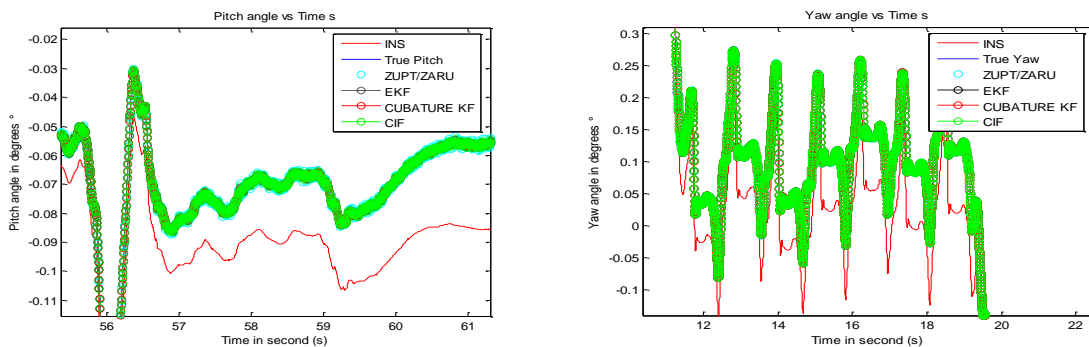 Pitch angle vs Time s
-0.02
-0.03
-0.04
-0.05
-0.06
-0.07
-0.08
-0.09
-0.1
-0.11
Pitch angle in degrees °
INS
True Pitch
ZUPT/ZARU
EKF
CUBATURE KF
CIF
56 57 58 59 60 61
Time in second (s)
Yaw angle vs Time s
0.3
0.25
0.2
0.15
0.1
0.05
0
-0.05
-0.1
Yaw angle in degrees °
INS
True Yaw
ZUPT/ZARU
EKF
CUBATURE KF
CIF
12 14 16 18 20 22
Time in second (s)